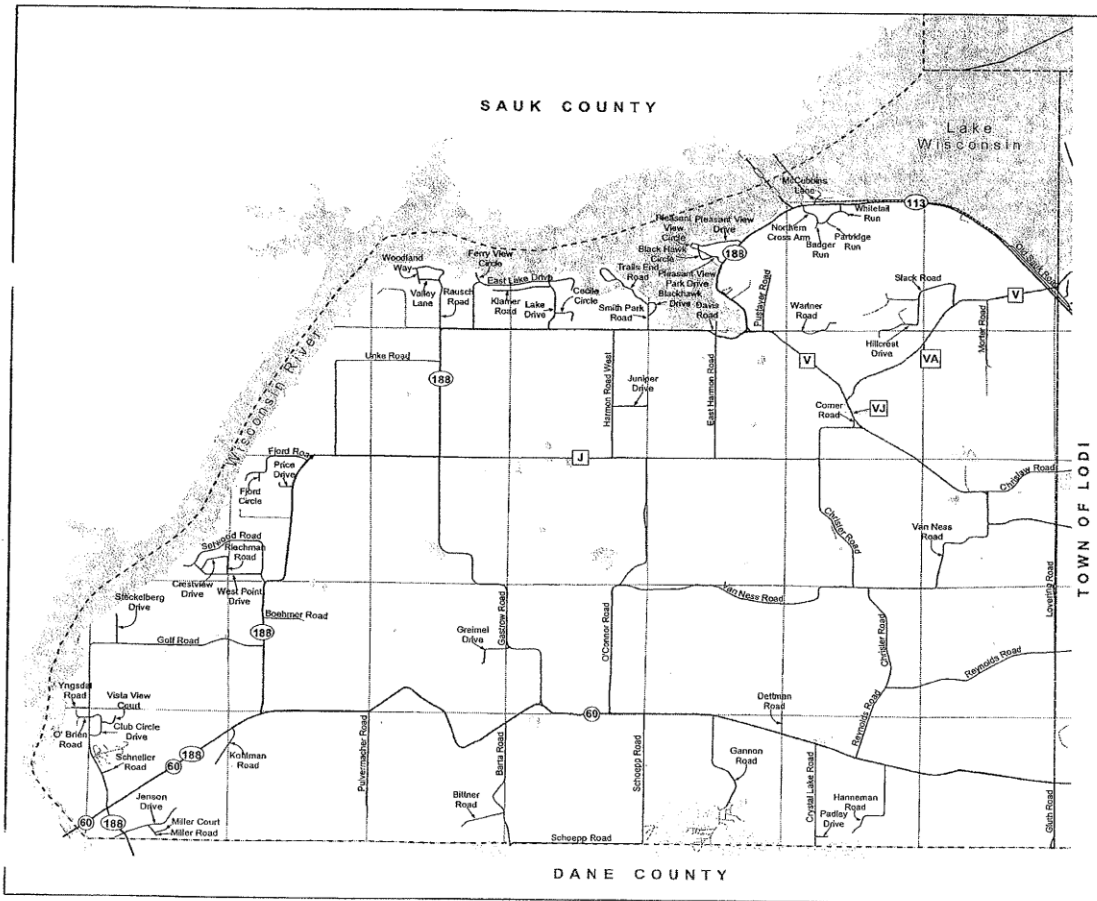 SAUK COUNTY
Lake
Wisconsin
McCubbins
Lane
113
Whitetail
Run
Northern
Cross Arm
Badger
Run
Partridge
Run
Pleasant
View
Circle
Pleasant View
Drive
Black Hawk
Circle
188
Pleasant View
Park Drive
Blackhawk
Drive
Davis
Road
Trails End
Road
Smith Park
Road
Ferry View
Circle
East Lake Drive
Woodland
Way
Valley
Lane
Rausch
Road
Klamer
Road
Lake
Drive
Cecile
Circle
Pustaver Road
Wartner
Road
Slack Road
Hillcrest
Drive
V
Morter Road
Wisconsin River
Unke Road
188
Harmon Road West
Juniper
Drive
East Harmon Road
V
VA
VJ
Comer
Road
Fjord Road
Price
Drive
Fjord
Circle
J
Chrislaw Road
TOWN OF LODI
Selwood Road
Riechman
Road
Crestview
Drive
West Point
Drive
Christer Road
Van Ness
Road
Stackelberg
Drive
Boehmer Road
Golf Road
188
Greimel
Drive
Gastrow Road
O'Connor Road
Van Ness Road
Lovering Road
Chrisler Road
Reynolds Road
Yngsdal
Road
Vista View
Court
O' Brien
Road
Club Circle
Drive
Schneller
Road
60
188
Kohlman
Road
Pulvermacher Road
60
Barta Road
Schoepp Road
Dettman
Road
Gannon
Road
Reynolds Road
Crystal Lake Road
Hanneman
Road
Padley
Drive
Gluth Road
Jenson
Drive
Miller Court
Miller Road
60
188
Bittner
Road
Schoepp Road
DANE COUNTY